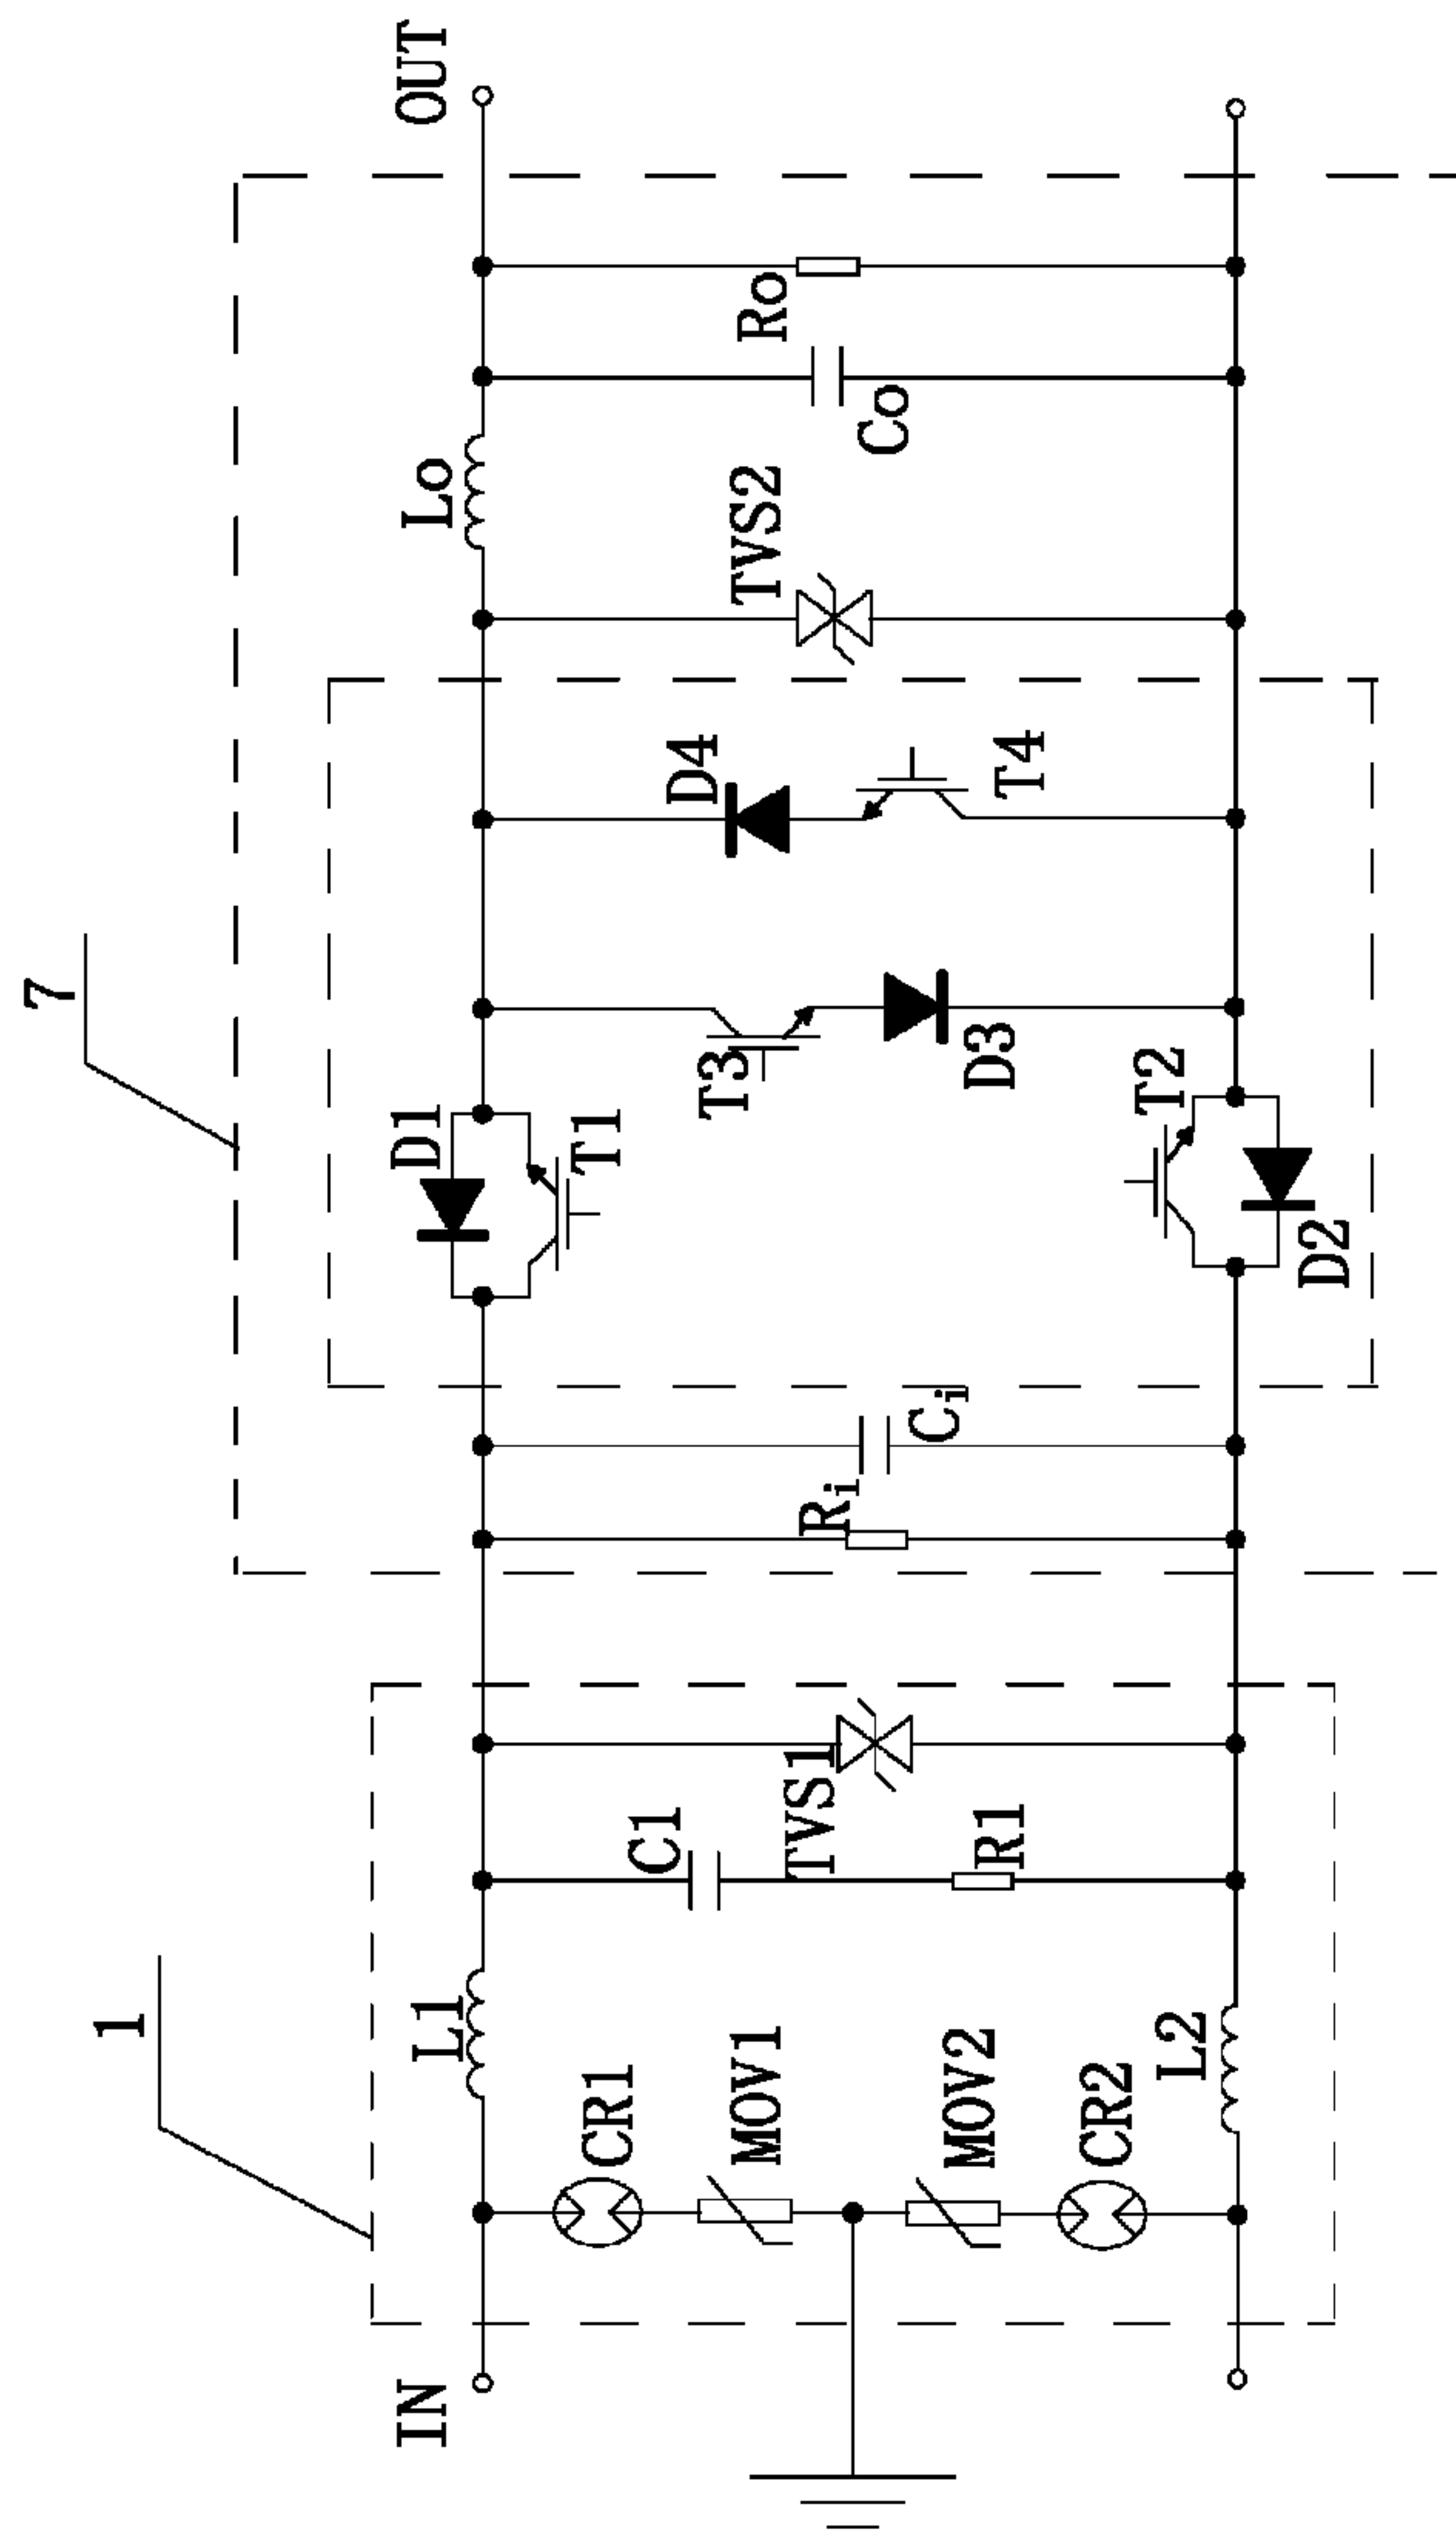 IN
OUT
1
7
L1
CR1
MOV1
MOV2
CR2
L2
C1
R1
TVS1
Ri
Ci
D1
T1
T2
D2
T3
D3
D4
T4
TVS2
Lo
Co
Ro